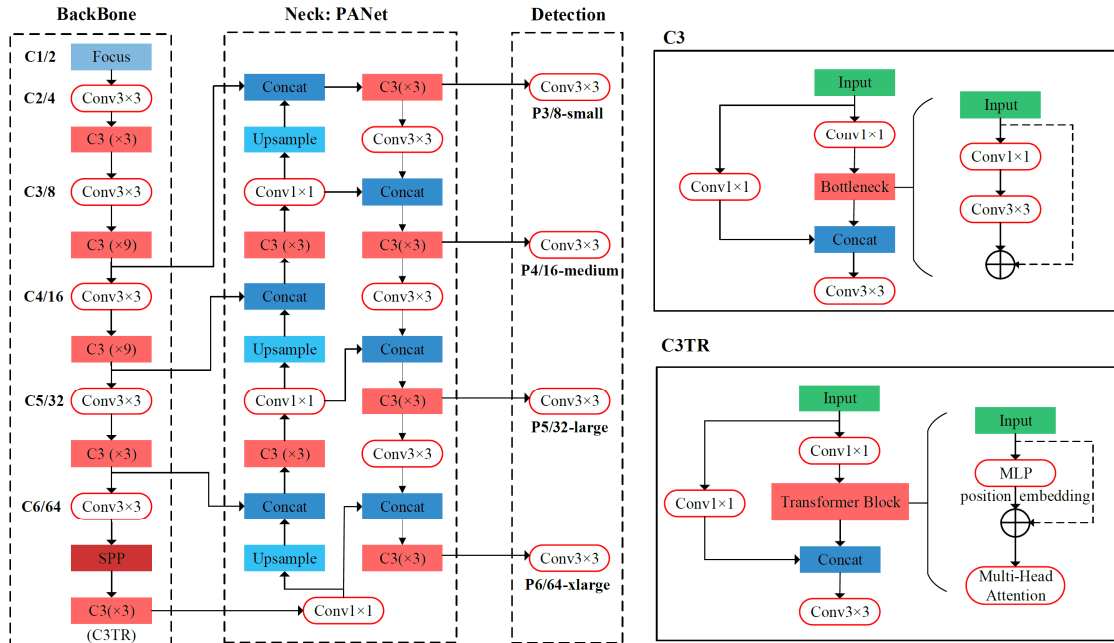 BackBone
C1/2
Focus
C2/4
Conv3×3
C3 (×3)
C3/8
Conv3×3
C3 (×9)
C4/16
Conv3×3
C3 (×9)
C5/32
Conv3×3
C3 (×3)
C6/64
Conv3×3
SPP
C3(×3)
(C3TR)
Neck: PANet
Concat
Upsample
Conv1×1
C3 (×3)
Concat
Upsample
Conv1×1
C3 (×3)
Concat
Upsample
Conv1×1
C3(×3)
Conv3×3
Concat
C3(×3)
Conv3×3
Concat
C3(×3)
Conv3×3
Concat
C3(×3)
Detection
Conv3×3
P3/8-small
Conv3×3
P4/16-medium
Conv3×3
P5/32-large
Conv3×3
P6/64-xlarge
C3
Input
Conv1×1
Conv1×1
Bottleneck
Concat
Conv3×3
Input
Conv1×1
Conv3×3
C3TR
Input
Conv1×1
Conv1×1
Transformer Block
Concat
Conv3×3
Input
MLP
position embedding
Multi-Head
Attention